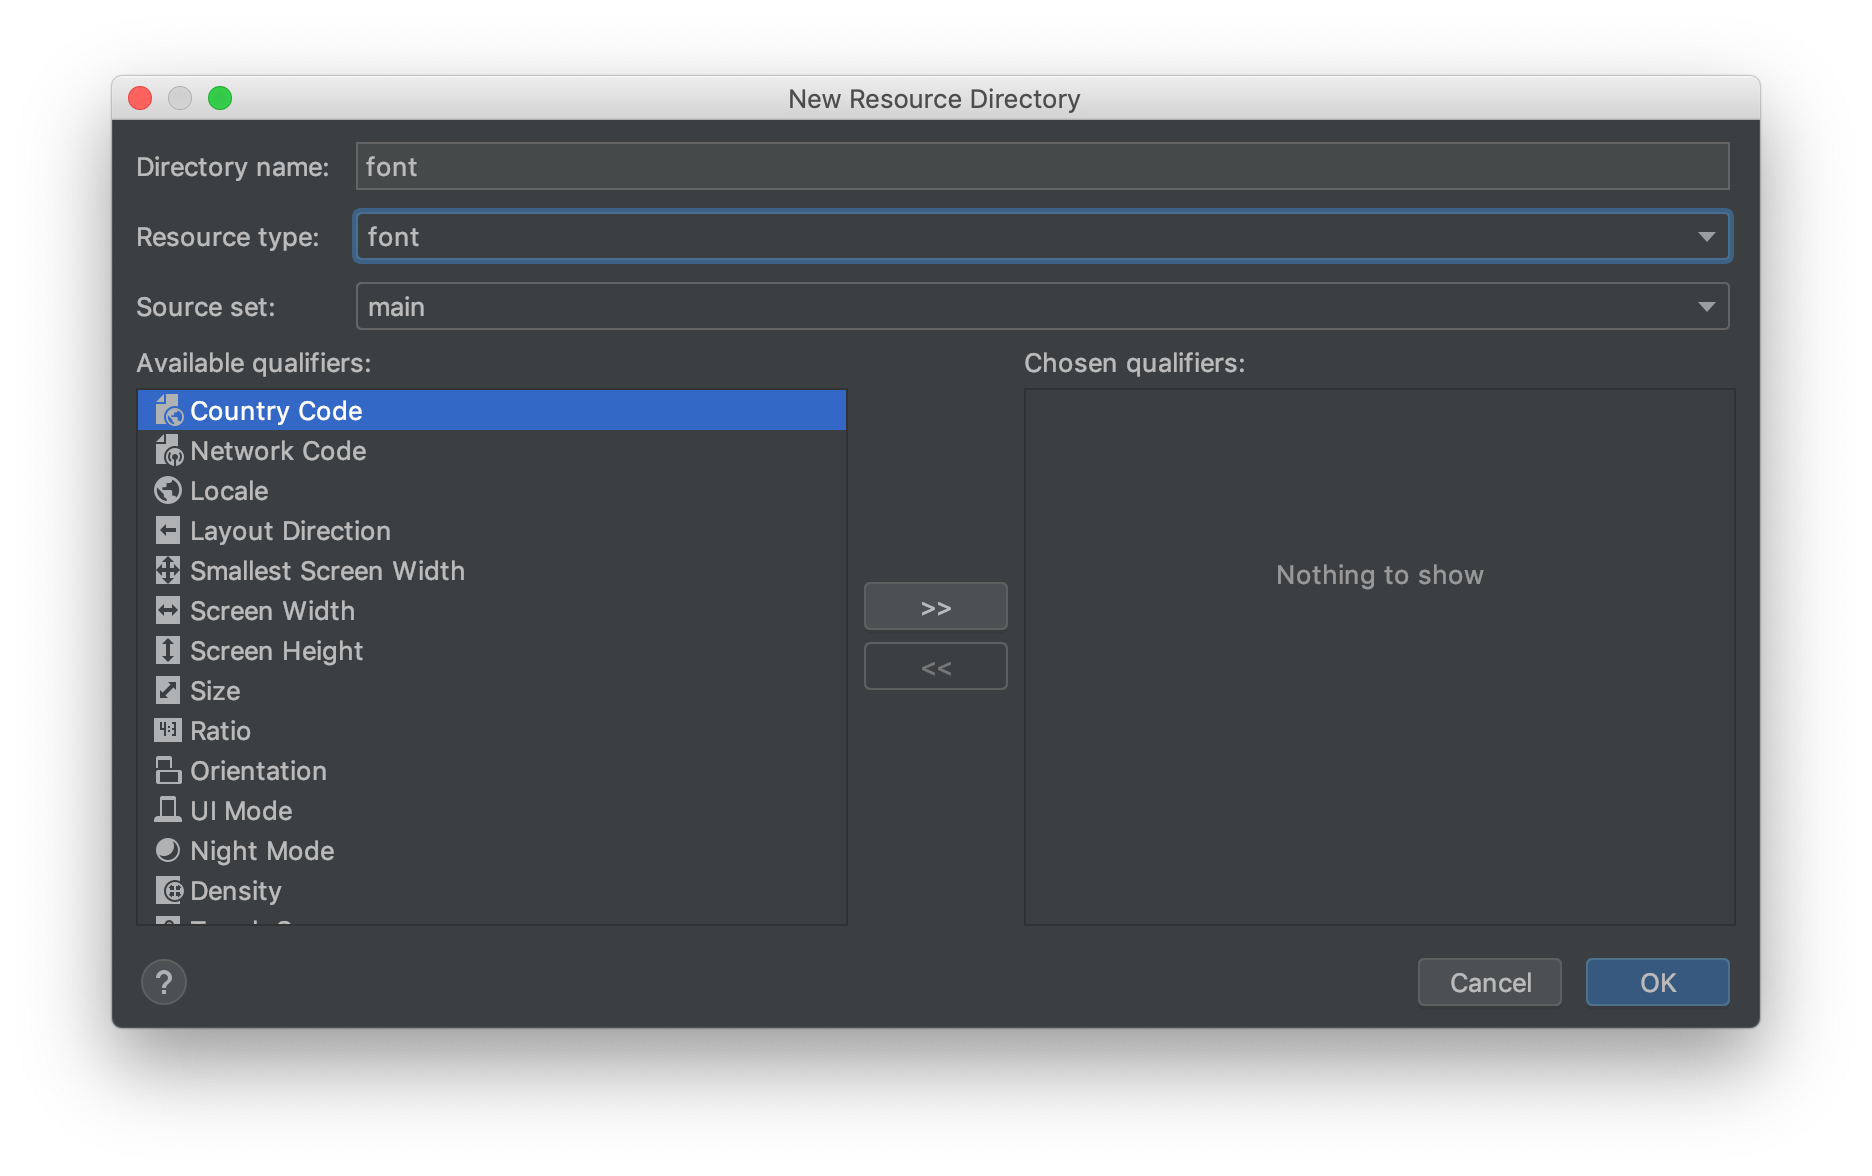 New Resource Directory
Directory name: font
Resource type: font
Source set: main
Available qualifiers:
Country Code
Network Code
Locale
Layout Direction
Smallest Screen Width
Screen Width
Screen Height
Size
4:3 Ratio
Orientation
UI Mode
Night Mode
Density
>>
<<
Chosen qualifiers:
Nothing to show
?
Cancel
OK